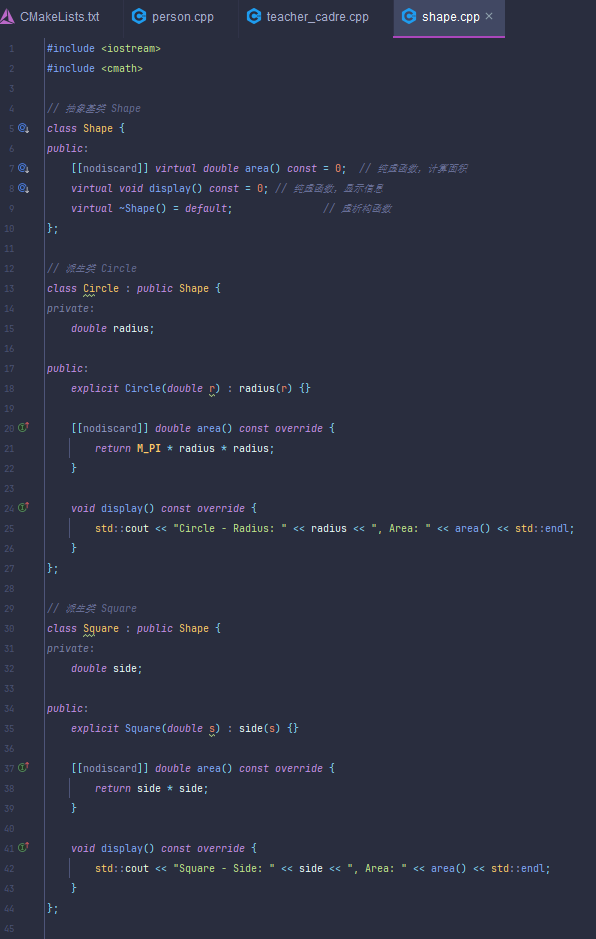 CMakeLists.txt person.cpp teacher_cadre.cpp shape.cpp ×
1 #include <iostream>
2 #include <cmath>
3
4 // 抽象基类 Shape
5 class Shape {
6 public:
7 [[nodiscard]] virtual double area() const = 0; // 纯虚函数，计算面积
8 virtual void display() const = 0; // 纯虚函数，显示信息
9 virtual ~Shape() = default; // 虚析构函数
10 };
11
12 // 派生类 Circle
13 class Circle : public Shape {
14 private:
15 double radius;
16
17 public:
18 explicit Circle(double r) : radius(r) {}
19
20 [[nodiscard]] double area() const override {
21 return M_PI * radius * radius;
22 }
23
24 void display() const override {
25 std::cout << "Circle - Radius: " << radius << ", Area: " << area() << std::endl;
26 }
27 };
28
29 // 派生类 Square
30 class Square : public Shape {
31 private:
32 double side;
33
34 public:
35 explicit Square(double s) : side(s) {}
36
37 [[nodiscard]] double area() const override {
38 return side * side;
39 }
40
41 void display() const override {
42 std::cout << "Square - Side: " << side << ", Area: " << area() << std::endl;
43 }
44 };
45